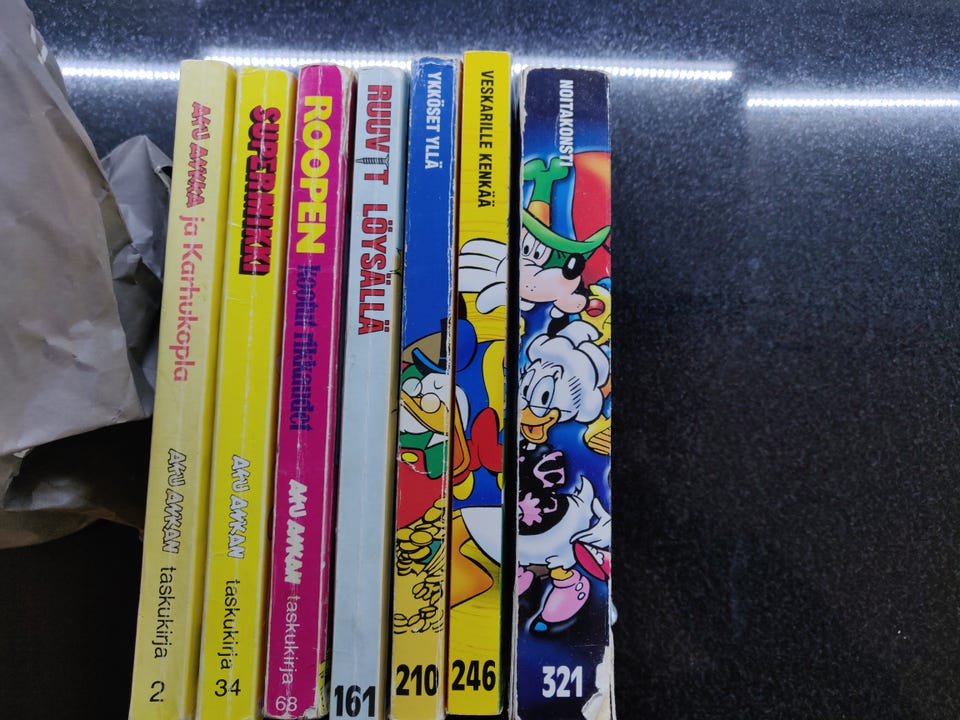 AKU ANKKA ja Karhukopla
AKU ANKAN taskukirja
2
SUPERMIKKI
AKU ANKAN taskukirja
34
ROOPEN kootut rikkaudet
AKU ANKAN taskukirja
68
RUUVIT LÖYSÄLLÄ
161
YKKÖSET YLLÄ
210
VESKARILLE KENKÄÄ
246
NOITAKONSTI
321